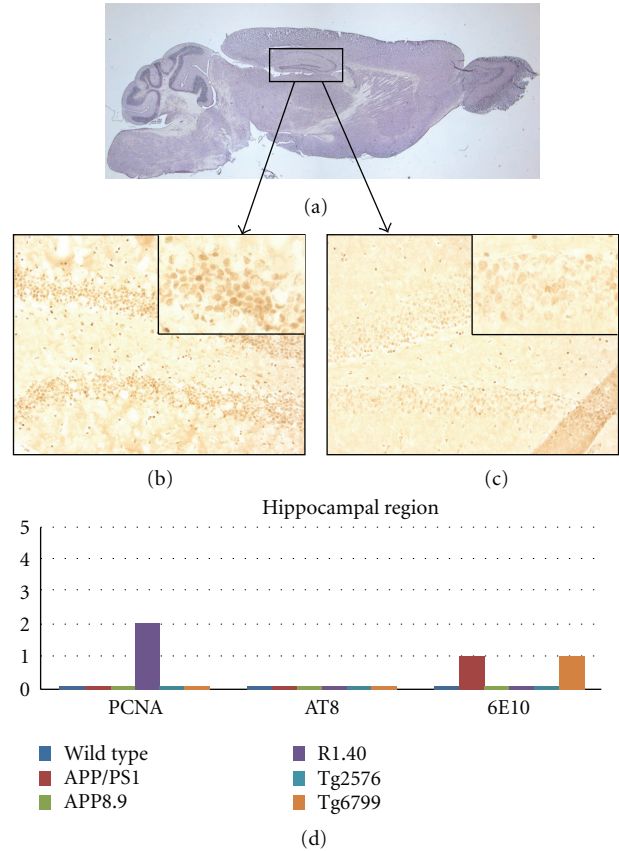 (a)
(b)
(c)
Hippocampal region
5
4
3
2
1
0
PCNA
AT8
6E10
Wild type
APP/PS1
APP8.9
R1.40
Tg2576
Tg6799
(d)